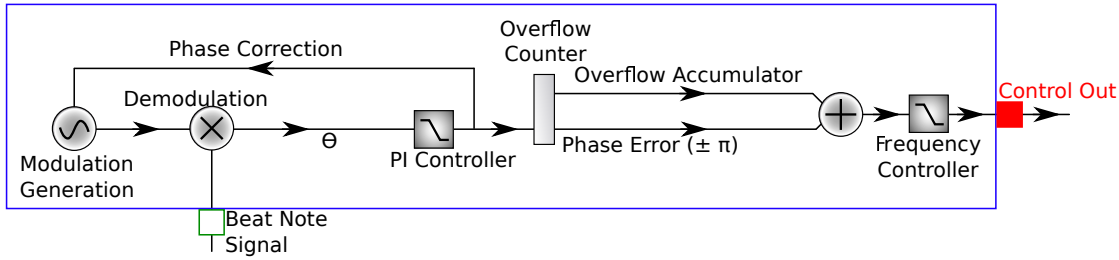 Overflow
Counter
Phase Correction
Overflow Accumulator
Control Out
Demodulation
Modulation
Generation
Θ
PI Controller
Phase Error (± π)
Frequency
Controller
Beat Note
Signal